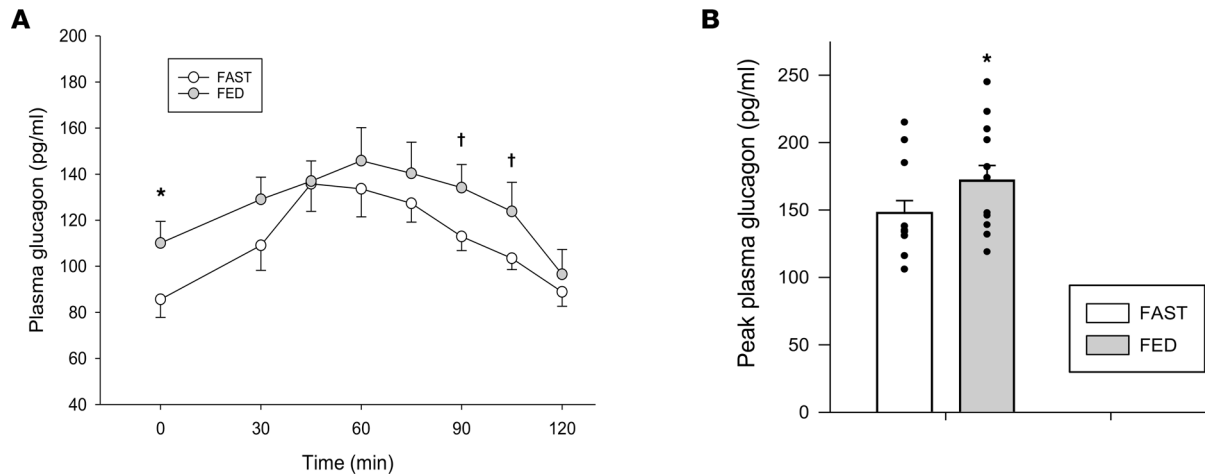 A
Plasma glucagon (pg/ml)
200
180
160
140
120
100
80
60
40
FAST
FED
*
†
†
0
30
60
90
120
Time (min)
B
Peak plasma glucagon (pg/ml)
250
200
150
100
50
0
*
FAST
FED